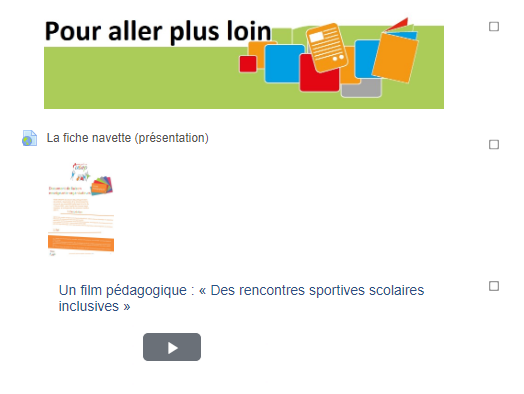 Pour aller plus loin
La fiche navette (présentation)
Un film pédagogique : « Des rencontres sportives scolaires
inclusives »